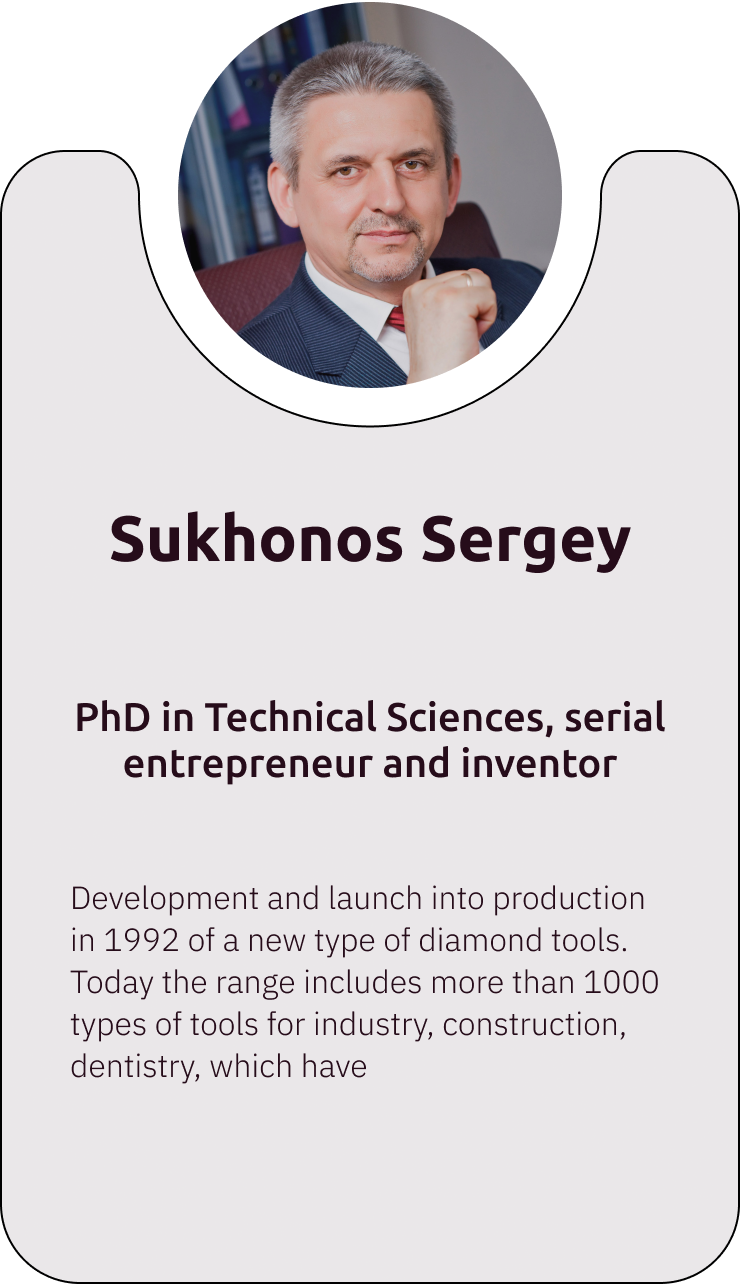 Sukhonos Sergey
PhD in Technical Sciences, serial
entrepreneur and inventor
Development and launch into production
in 1992 of a new type of diamond tools.
Today the range includes more than 1000
types of tools for industry, construction,
dentistry, which have